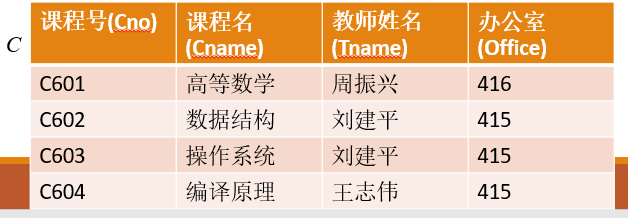 课程号(Cno) 课程名 教师姓名 办公室
(Cname) (Tname) (Office)
C
C601 高等数学 周振兴 416
C602 数据结构 刘建平 415
C603 操作系统 刘建平 415
C604 编译原理 王志伟 415